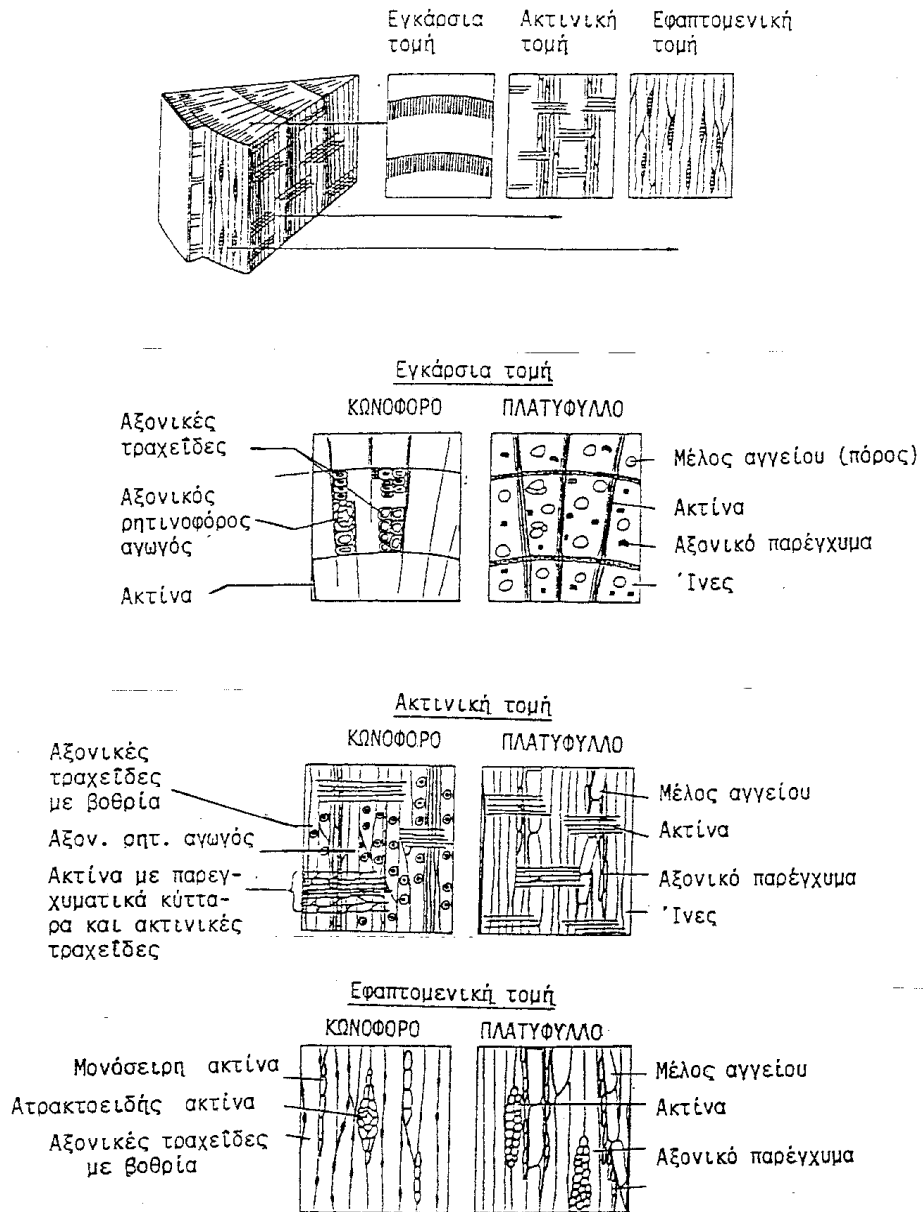 Εγκάρσια τομή
Ακτινική τομή
Εφαπτομενική τομή
Εγκάρσια τομή
ΚΩΝΟΦΟΡΟ
ΠΛΑΤΥΦΥΛΛΟ
Αξονικές
τραχεΐδες
Αξονικός
ρητινοφόρος
αγωγός
Ακτίνα
Μέλος αγγείου (πόρος)
Ακτίνα
Αξονικό παρέγχυμα
Ίνες
Ακτινική τομή
ΚΩΝΟΦΟΡΟ
ΠΛΑΤΥΦΥΛΛΟ
Αξονικές
τραχεΐδες
με βοθρία
Αξον. ρητ. αγωγός
Ακτίνα με παρεγ-
χυματικά κύττα-
ρα και ακτινικές
τραχεΐδες
Μέλος αγγείου
Ακτίνα
Αξονικό παρέγχυμα
Ίνες
Εφαπτομενική τομή
ΚΩΝΟΦΟΡΟ
ΠΛΑΤΥΦΥΛΛΟ
Μονόσειρη ακτίνα
Ατρακτοειδής ακτίνα
Αξονικές τραχεΐδες
με βοθρία
Μέλος αγγείου
Ακτίνα
Αξονικό παρέγχυμα